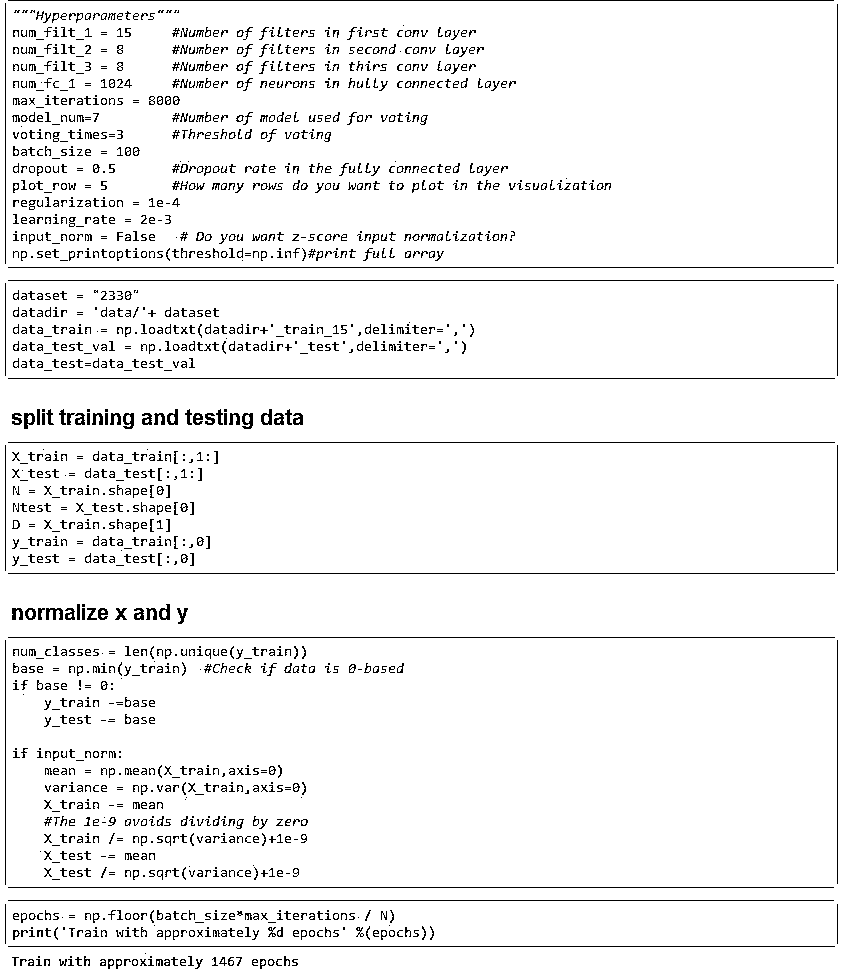 """Hyperparameters"""
num_filt_1 = 15     #Number of filters in first conv layer
num_filt_2 = 8      #Number of filters in second conv layer
num_filt_3 = 8      #Number of filters in thirs conv layer
num_fc_1 = 1024     #Number of neurons in hully connected layer
max_iterations = 8000
model_num=7         #Number of model used for voting
voting_times=3      #Threshold of voting
batch_size = 100
dropout = 0.5       #Dropout rate in the fully connected layer
plot_row = 5        #How many rows do you want to plot in the visualization
regularization = 1e-4
learning_rate = 2e-3
input_norm = False   # Do you want z-score input normalization?
np.set_printoptions(threshold=np.inf)#print full array
dataset = "2330"
datadir = 'data/'+ dataset
data_train = np.loadtxt(datadir+'_train_15',delimiter=',')
data_test_val = np.loadtxt(datadir+'_test',delimiter=',')
data_test=data_test_val
split training and testing data
X_train = data_train[:,1:]
X_test = data_test[:,1:]
N = X_train.shape[0]
Ntest = X_test.shape[0]
D = X_train.shape[1]
y_train = data_train[:,0]
y_test = data_test[:,0]
normalize x and y
num_classes = len(np.unique(y_train))
base = np.min(y_train)  #Check if data is 0-based
if base != 0:
    y_train -=base
    y_test -= base
if input_norm:
    mean = np.mean(X_train,axis=0)
    variance = np.var(X_train,axis=0)
    X_train -= mean
    #The 1e-9 avoids dividing by zero
    X_train /= np.sqrt(variance)+1e-9
    X_test -= mean
    X_test /= np.sqrt(variance)+1e-9
epochs = np.floor(batch_size*max_iterations / N)
print('Train with approximately %d epochs' %(epochs))
Train with approximately 1467 epochs